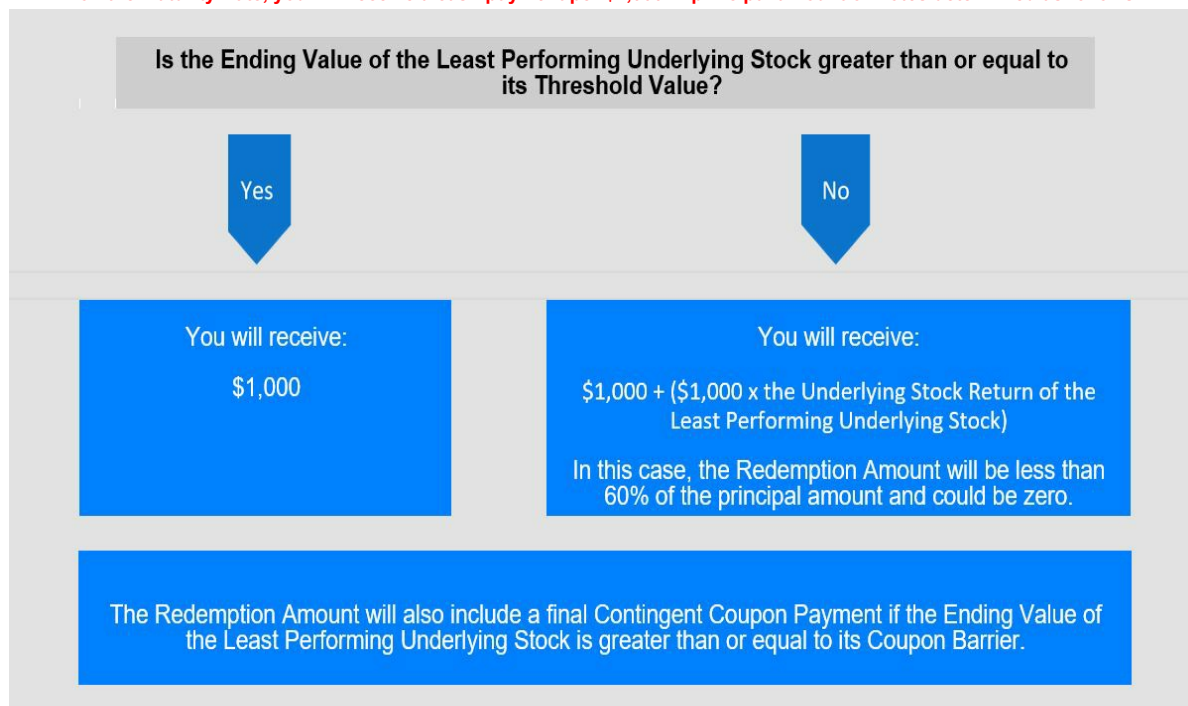 Is the Ending Value of the Least Performing Underlying Stock greater than or equal to
its Threshold Value?
Yes
No
You will receive:
$1,000
You will receive:
$1,000 + ($1,000 x the Underlying Stock Return of the
Least Performing Underlying Stock)
In this case, the Redemption Amount will be less than
60% of the principal amount and could be zero.
The Redemption Amount will also include a final Contingent Coupon Payment if the Ending Value of
the Least Performing Underlying Stock is greater than or equal to its Coupon Barrier.